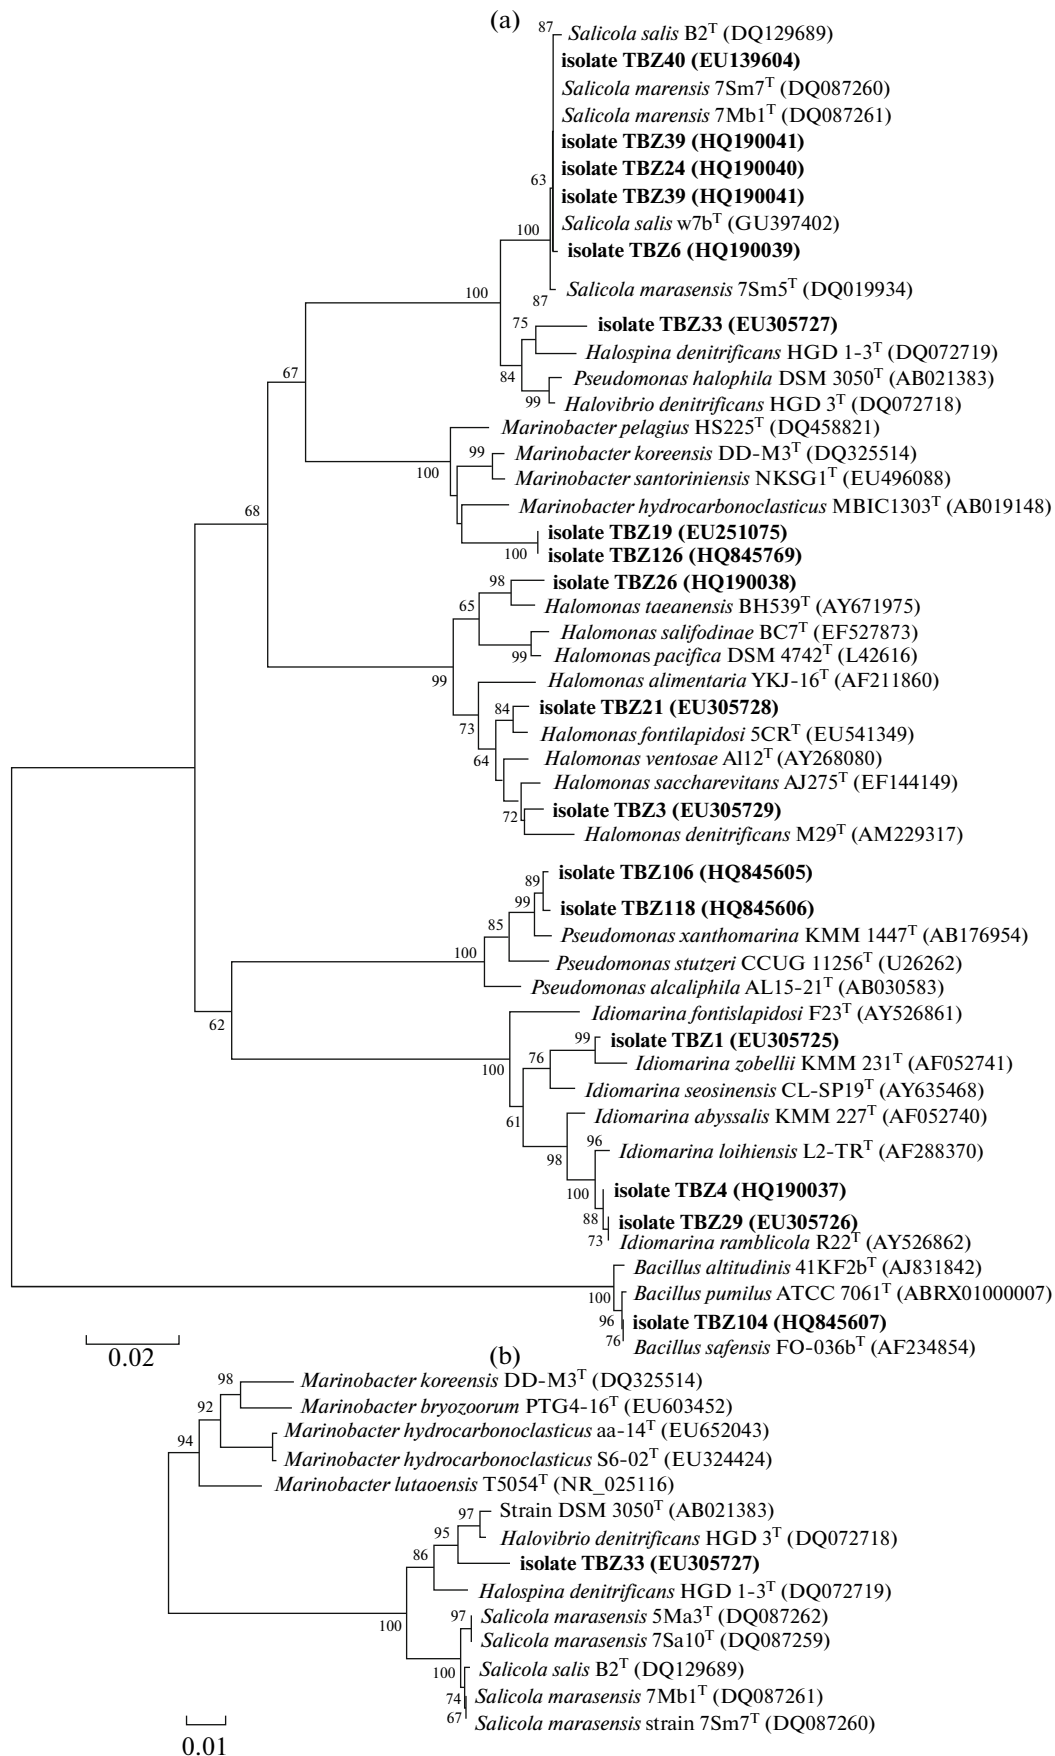 (a)
87
Salicola salis B2ᵀ (DQ129689)
isolate TBZ40 (EU139604)
Salicola marensis 7Sm7ᵀ (DQ087260)
Salicola marensis 7Mb1ᵀ (DQ087261)
isolate TBZ39 (HQ190041)
isolate TBZ24 (HQ190040)
63
isolate TBZ39 (HQ190041)
Salicola salis w7bᵀ (GU397402)
100
isolate TBZ6 (HQ190039)
Salicola marasensis 7Sm5ᵀ (DQ019934)
100
87
75
isolate TBZ33 (EU305727)
Halospina denitrificans HGD 1-3ᵀ (DQ072719)
84
Pseudomonas halophila DSM 3050ᵀ (AB021383)
67
99
Halovibrio denitrificans HGD 3ᵀ (DQ072718)
Marinobacter pelagius HS225ᵀ (DQ458821)
99
Marinobacter koreensis DD-M3ᵀ (DQ325514)
100
Marinobacter santoriniensis NKSG1ᵀ (EU496088)
Marinobacter hydrocarbonoclasticus MBIC1303ᵀ (AB019148)
68
isolate TBZ19 (EU251075)
100
isolate TBZ126 (HQ845769)
98
isolate TBZ26 (HQ190038)
65
Halomonas taeanensis BH539ᵀ (AY671975)
Halomonas salifodinae BC7ᵀ (EF527873)
99
Halomonas pacifica DSM 4742ᵀ (L42616)
99
Halomonas alimentaria YKJ-16ᵀ (AF211860)
84
isolate TBZ21 (EU305728)
73
Halomonas fontilapidosi 5CRᵀ (EU541349)
64
Halomonas ventosae Al12ᵀ (AY268080)
Halomonas saccharevitans AJ275ᵀ (EF144149)
72
isolate TBZ3 (EU305729)
Halomonas denitrificans M29ᵀ (AM229317)
89
isolate TBZ106 (HQ845605)
99
isolate TBZ118 (HQ845606)
85
Pseudomonas xanthomarina KMM 1447ᵀ (AB176954)
100
Pseudomonas stutzeri CCUG 11256ᵀ (U26262)
Pseudomonas alcaliphila AL15-21ᵀ (AB030583)
62
Idiomarina fontislapidosi F23ᵀ (AY526861)
99
isolate TBZ1 (EU305725)
76
Idiomarina zobellii KMM 231ᵀ (AF052741)
100
Idiomarina seosinensis CL-SP19ᵀ (AY635468)
61
Idiomarina abyssalis KMM 227ᵀ (AF052740)
96
98
Idiomarina loihiensis L2-TRᵀ (AF288370)
100
isolate TBZ4 (HQ190037)
88
isolate TBZ29 (EU305726)
73
Idiomarina ramblicola R22ᵀ (AY526862)
Bacillus altitudinis 41KF2bᵀ (AJ831842)
100
Bacillus pumilus ATCC 7061ᵀ (ABRX01000007)
96
isolate TBZ104 (HQ845607)
76
Bacillus safensis FO-036bᵀ (AF234854)
0.02
(b)
98
Marinobacter koreensis DD-M3ᵀ (DQ325514)
92
Marinobacter bryozoorum PTG4-16ᵀ (EU603452)
Marinobacter hydrocarbonoclasticus aa-14ᵀ (EU652043)
94
Marinobacter hydrocarbonoclasticus S6-02ᵀ (EU324424)
Marinobacter lutaoensis T5054ᵀ (NR_025116)
97
Strain DSM 3050ᵀ (AB021383)
95
Halovibrio denitrificans HGD 3ᵀ (DQ072718)
86
isolate TBZ33 (EU305727)
Halospina denitrificans HGD 1-3ᵀ (DQ072719)
97
Salicola marasensis 5Ma3ᵀ (DQ087262)
100
Salicola marasensis 7Sa10ᵀ (DQ087259)
100
Salicola salis B2ᵀ (DQ129689)
74
Salicola marasensis 7Mb1ᵀ (DQ087261)
67
Salicola marasensis strain 7Sm7ᵀ (DQ087260)
0.01